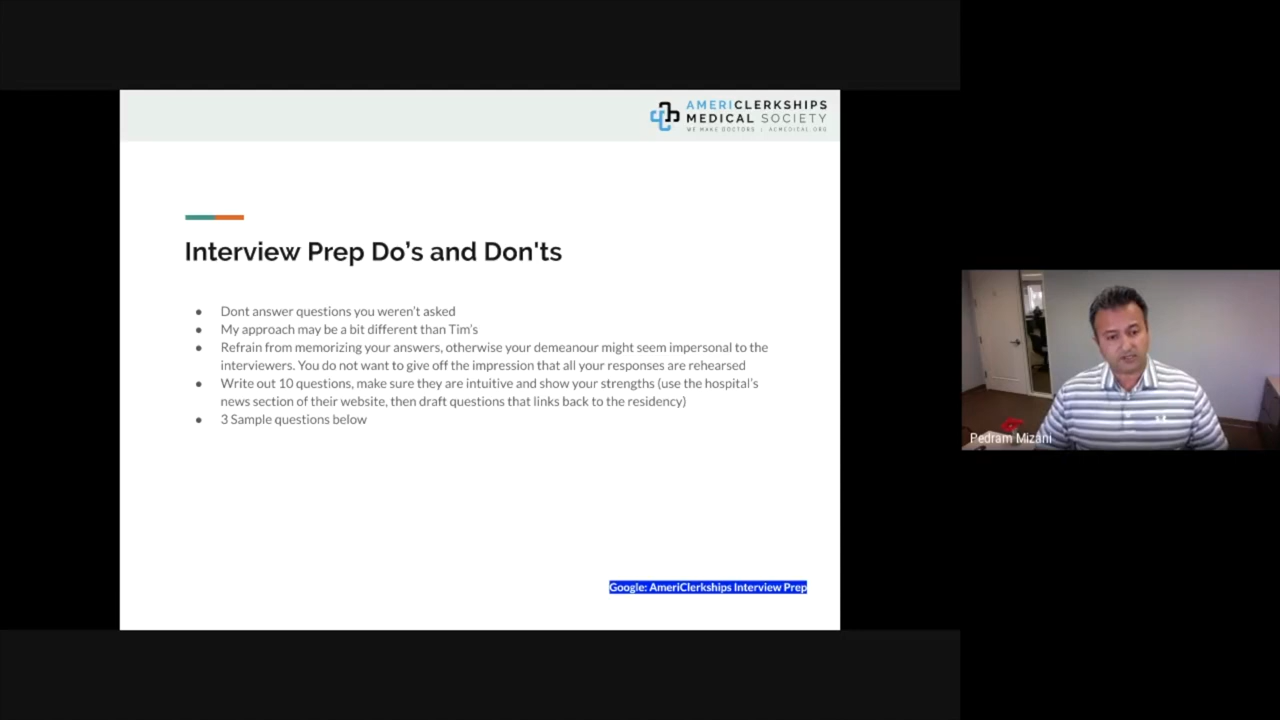 AMERICLERKSHIPS
MEDICAL SOCIETY
WE MAKE DOCTORS | ACMEDICAL.ORG
Interview Prep Do’s and Don'ts
● Dont answer questions you weren’t asked
● My approach may be a bit different than Tim’s
● Refrain from memorizing your answers, otherwise your demeanour might seem impersonal to the
interviewers. You do not want to give off the impression that all your responses are rehearsed
● Write out 10 questions, make sure they are intuitive and show your strengths (use the hospital’s
news section of their website, then draft questions that links back to the residency)
● 3 Sample questions below
Google: AmeriClerkships Interview Prep
Pedram Mizani